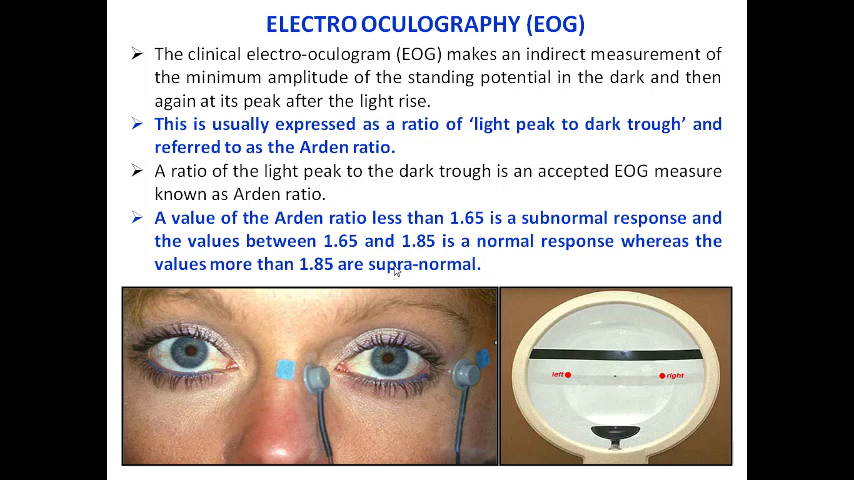 ELECTRO OCULOGRAPHY (EOG)
➢ The clinical electro-oculogram (EOG) makes an indirect measurement of
the minimum amplitude of the standing potential in the dark and then
again at its peak after the light rise.
➢ This is usually expressed as a ratio of ‘light peak to dark trough’ and
referred to as the Arden ratio.
➢ A ratio of the light peak to the dark trough is an accepted EOG measure
known as Arden ratio.
➢ A value of the Arden ratio less than 1.65 is a subnormal response and
the values between 1.65 and 1.85 is a normal response whereas the
values more than 1.85 are supra-normal.
left right